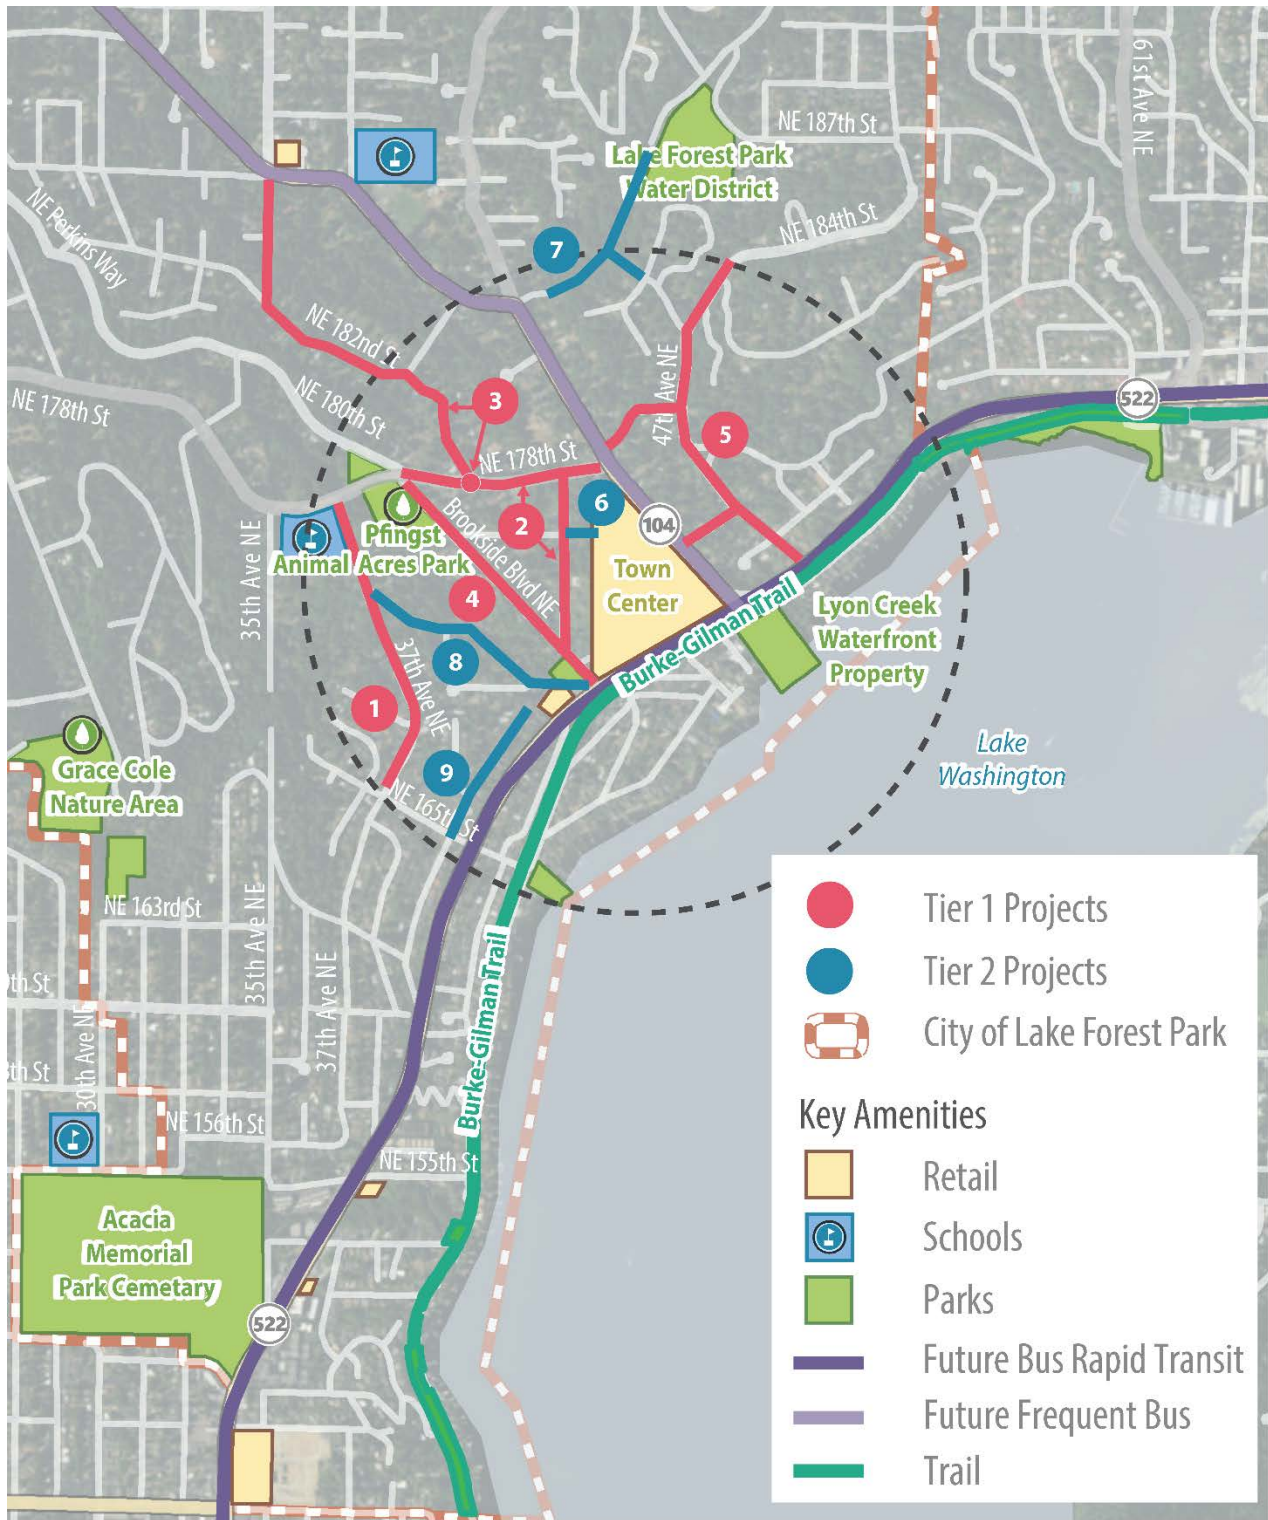 61st Ave NE
NE 187th St
Lake Forest Park
Water District
NE Perkins Way
7
NE 184th St
NE 182nd St
NE 180th St
NE 178th St
3
47th Ave NE
5
522
NE 178th St
6
2
104
35th Ave NE
Pfingst
Animal Acres Park
Brookside Blvd NE
4
Town
Center
Burke-Gilman Trail
Lyon Creek
Waterfront
Property
8
37th Ave NE
1
9
NE 165th St
Lake
Washington
Grace Cole
Nature Area
NE 163rd St
35th Ave NE
37th Ave NE
Burke-Gilman Trail
30th Ave NE
NE 156th St
NE 155th St
Acacia
Memorial
Park Cemetary
522
Tier 1 Projects
Tier 2 Projects
City of Lake Forest Park
Key Amenities
Retail
Schools
Parks
Future Bus Rapid Transit
Future Frequent Bus
Trail